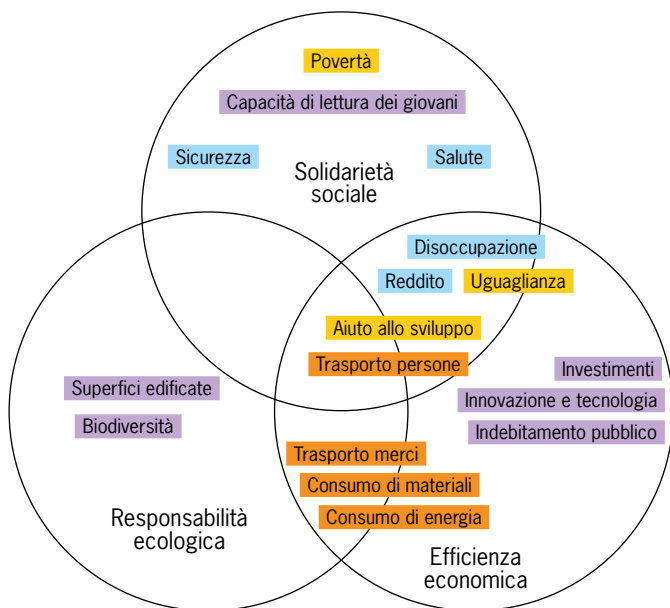 Povertà
Capacità di lettura dei giovani
Sicurezza
Salute
Solidarietà
sociale
Disoccupazione
Reddito
Uguaglianza
Aiuto allo sviluppo
Trasporto persone
Investimenti
Superfici edificate
Innovazione e tecnologia
Biodiversità
Indebitamento pubblico
Trasporto merci
Consumo di materiali
Consumo di energia
Responsabilità
ecologica
Efficienza
economica